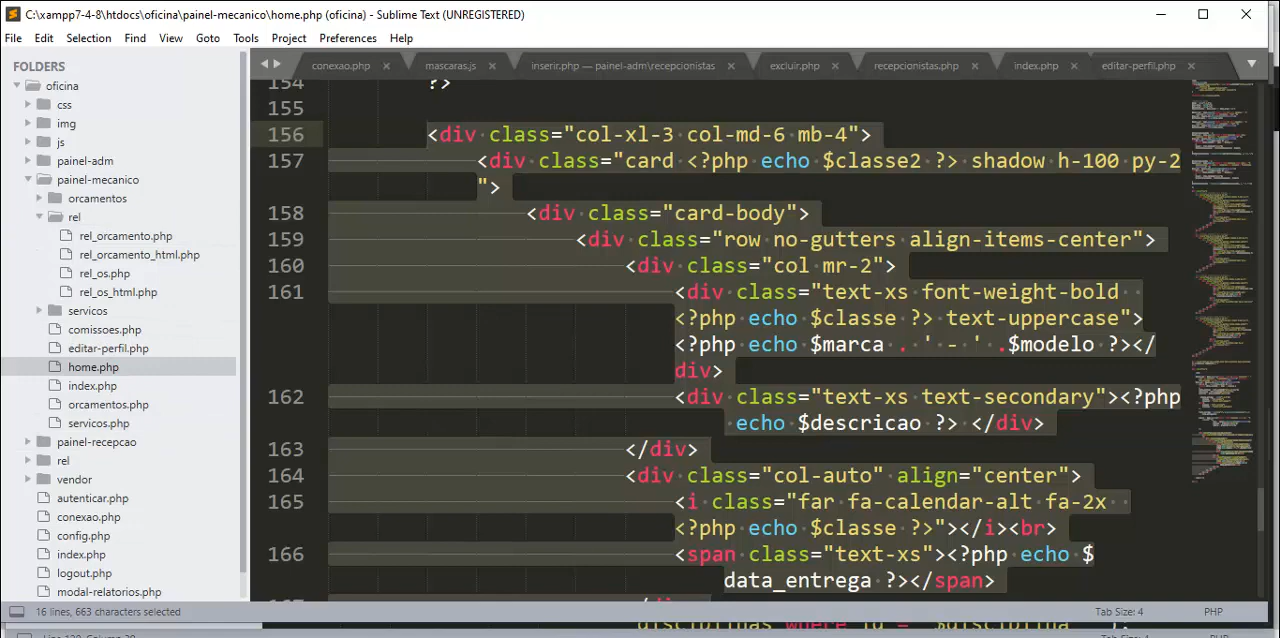 C:\xampp7-4-8\htdocs\oficina\painel-mecanico\home.php (oficina) - Sublime Text (UNREGISTERED)
File Edit Selection Find View Goto Tools Project Preferences Help
FOLDERS
oficina
css
img
js
painel-adm
painel-mecanico
orcamentos
rel
rel_orcamento.php
rel_orcamento_html.php
rel_os.php
rel_os_html.php
servicos
comissoes.php
editar-perfil.php
home.php
index.php
orcamentos.php
servicos.php
painel-recepcao
rel
vendor
autenticar.php
conexao.php
config.php
index.php
logout.php
modal-relatorios.php
conexao.php × mascaras.js × inserir.php — painel-adm\recepcionistas × excluir.php × recepcionistas.php × index.php × editar-perfil.php ×
154 ?>
155
156 <div class="col-xl-3 col-md-6 mb-4">
157 <div class="card <?php echo $classe2 ?> shadow h-100 py-2
">
158 <div class="card-body">
159 <div class="row no-gutters align-items-center">
160 <div class="col mr-2">
161 <div class="text-xs font-weight-bold
<?php echo $classe ?> text-uppercase">
<?php echo $marca . ' - ' .$modelo ?></
div>
162 <div class="text-xs text-secondary"><?php
echo $descricao ?> </div>
163 </div>
164 <div class="col-auto" align="center">
165 <i class="far fa-calendar-alt fa-2x
<?php echo $classe ?>"></i><br>
166 <span class="text-xs"><?php echo $
data_entrega ?></span>
16 lines, 663 characters selected
Tab Size: 4 PHP